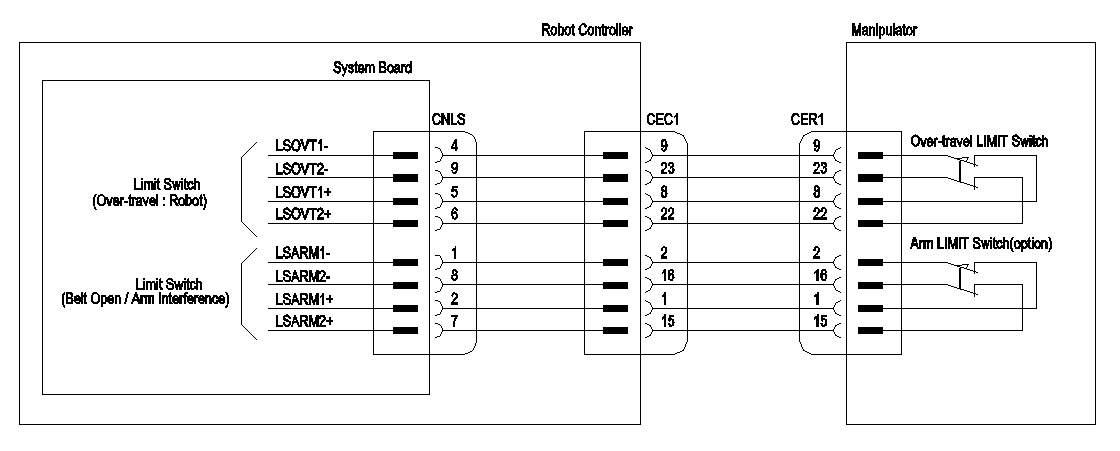 Robot Controller
Manipulator
System Board
CNLS
CEC1
CER1
LSOVT1- 4 9 9 Over-travel LIMIT Switch
LSOVT2- 9 23 23
Limit Switch
(Over-travel : Robot)
LSOVT1+ 5 8 8
LSOVT2+ 6 22 22
Arm LIMIT Switch(option)
LSARM1- 1 2 2
LSARM2- 8 16 16
Limit Switch
(Belt Open / Arm Interference)
LSARM1+ 2 1 1
LSARM2+ 7 15 15